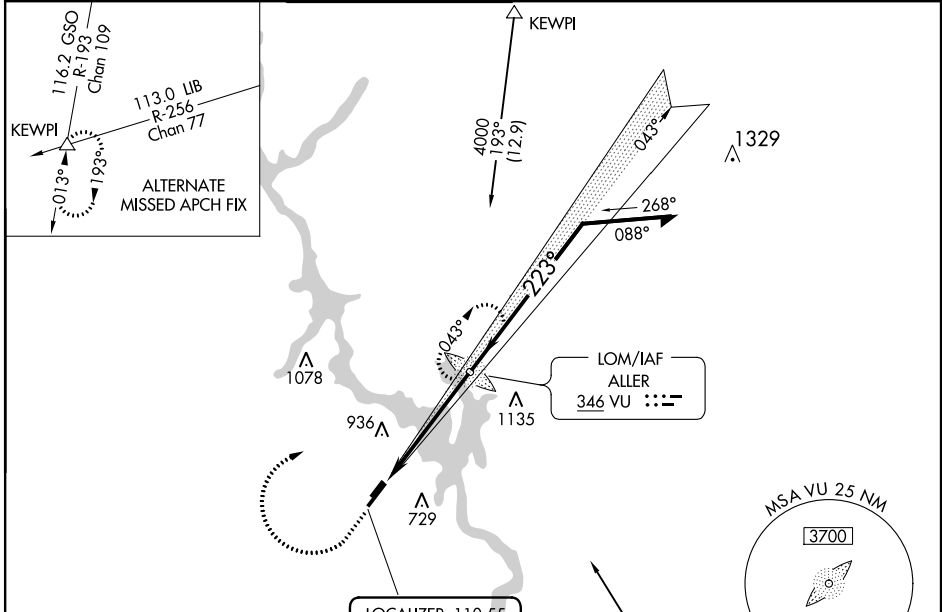 116.2 GSO
R-193
Chan 109
113.0 LIB
R-256
Chan 77
KEWPI
013°
193°
ALTERNATE
MISSED APCH FIX
KEWPI
4000
193°
(12.9)
043°
1329
268°
088°
223°
043°
LOM/IAF
ALLER
346 VU
1078
1135
936
729
MSA VU 25 NM
3700
LOCALIZER 110.55